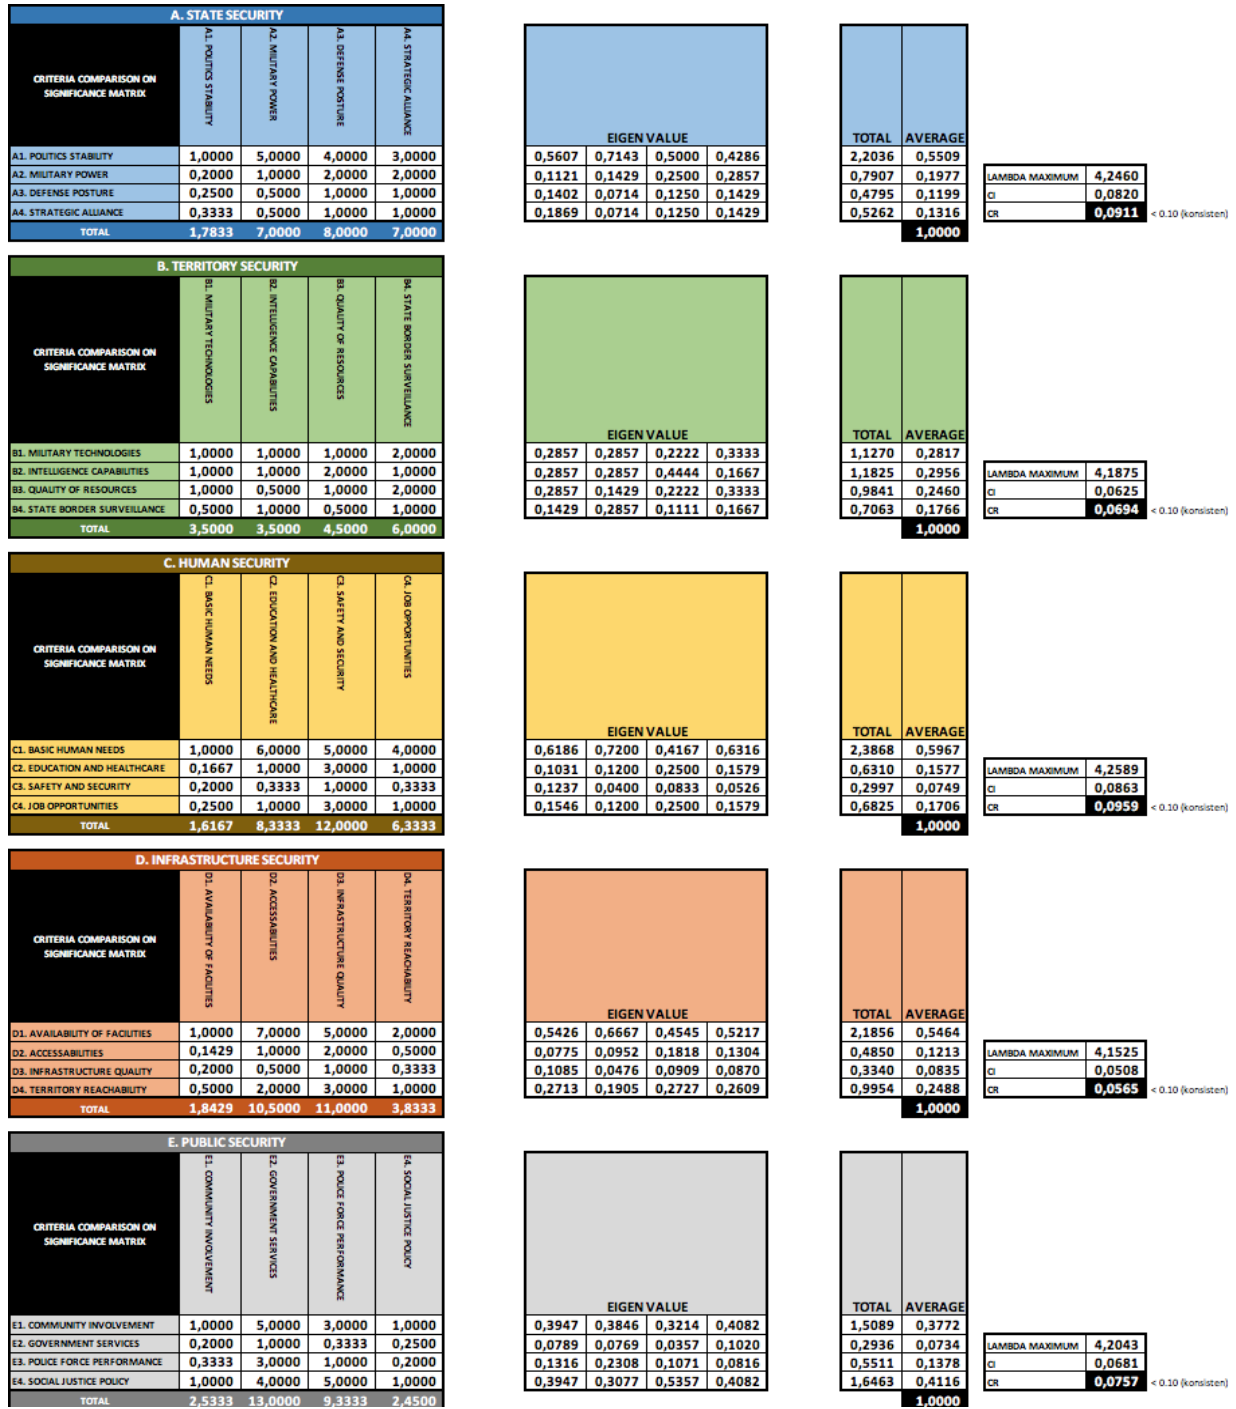 A. STATE SECURITY
CRITERIA COMPARISON ON SIGNIFICANCE MATRIX
A1. POLITICS STABILITY
A2. MILITARY POWER
A3. DEFENSE POSTURE
A4. STRATEGIC ALLIANCE
EIGEN VALUE
TOTAL AVERAGE
A1. POLITICS STABILITY 1,0000 5,0000 4,0000 3,0000 0,5607 0,7143 0,5000 0,4286 2,2036 0,5509
A2. MILITARY POWER 0,2000 1,0000 2,0000 2,0000 0,1121 0,1429 0,2500 0,2857 0,7907 0,1977 LAMBDA MAXIMUM 4,2460
A3. DEFENSE POSTURE 0,2500 0,5000 1,0000 1,0000 0,1402 0,0714 0,1250 0,1429 0,4795 0,1199 CI 0,0820
A4. STRATEGIC ALLIANCE 0,3333 0,5000 1,0000 1,0000 0,1869 0,0714 0,1250 0,1429 0,5262 0,1316 CR 0,0911 < 0.10 (konsisten)
TOTAL 1,7833 7,0000 8,0000 7,0000 1,0000
B. TERRITORY SECURITY
CRITERIA COMPARISON ON SIGNIFICANCE MATRIX
B1. MILITARY TECHNOLOGIES
B2. INTELLIGENCE CAPABILITIES
B3. QUALITY OF RESOURCES
B4. STATE BORDER SURVEILLANCE
EIGEN VALUE
TOTAL AVERAGE
B1. MILITARY TECHNOLOGIES 1,0000 1,0000 1,0000 2,0000 0,2857 0,2857 0,2222 0,3333 1,1270 0,2817
B2. INTELLIGENCE CAPABILITIES 1,0000 1,0000 2,0000 1,0000 0,2857 0,2857 0,4444 0,1667 1,1825 0,2956 LAMBDA MAXIMUM 4,1875
B3. QUALITY OF RESOURCES 1,0000 0,5000 1,0000 2,0000 0,2857 0,1429 0,2222 0,3333 0,9841 0,2460 CI 0,0625
B4. STATE BORDER SURVEILLANCE 0,5000 1,0000 0,5000 1,0000 0,1429 0,2857 0,1111 0,1667 0,7063 0,1766 CR 0,0694 < 0.10 (konsisten)
TOTAL 3,5000 3,5000 4,5000 6,0000 1,0000
C. HUMAN SECURITY
CRITERIA COMPARISON ON SIGNIFICANCE MATRIX
C1. BASIC HUMAN NEEDS
C2. EDUCATION AND HEALTHCARE
C3. SAFETY AND SECURITY
C4. JOB OPPORTUNITIES
EIGEN VALUE
TOTAL AVERAGE
C1. BASIC HUMAN NEEDS 1,0000 6,0000 5,0000 4,0000 0,6186 0,7200 0,4167 0,6316 2,3868 0,5967
C2. EDUCATION AND HEALTHCARE 0,1667 1,0000 3,0000 1,0000 0,1031 0,1200 0,2500 0,1579 0,6310 0,1577 LAMBDA MAXIMUM 4,2589
C3. SAFETY AND SECURITY 0,2000 0,3333 1,0000 0,3333 0,1237 0,0400 0,0833 0,0526 0,2997 0,0749 CI 0,0863
C4. JOB OPPORTUNITIES 0,2500 1,0000 3,0000 1,0000 0,1546 0,1200 0,2500 0,1579 0,6825 0,1706 CR 0,0959 < 0.10 (konsisten)
TOTAL 1,6167 8,3333 12,0000 6,3333 1,0000
D. INFRASTRUCTURE SECURITY
CRITERIA COMPARISON ON SIGNIFICANCE MATRIX
D1. AVAILABILITY OF FACILITIES
D2. ACCESSABILITIES
D3. INFRASTRUCTURE QUALITY
D4. TERRITORY REACHABILITY
EIGEN VALUE
TOTAL AVERAGE
D1. AVAILABILITY OF FACILITIES 1,0000 7,0000 5,0000 2,0000 0,5426 0,6667 0,4545 0,5217 2,1856 0,5464
D2. ACCESSABILITIES 0,1429 1,0000 2,0000 0,5000 0,0775 0,0952 0,1818 0,1304 0,4850 0,1213 LAMBDA MAXIMUM 4,1525
D3. INFRASTRUCTURE QUALITY 0,2000 0,5000 1,0000 0,3333 0,1085 0,0476 0,0909 0,0870 0,3340 0,0835 CI 0,0508
D4. TERRITORY REACHABILITY 0,5000 2,0000 3,0000 1,0000 0,2713 0,1905 0,2727 0,2609 0,9954 0,2488 CR 0,0565 < 0.10 (konsisten)
TOTAL 1,8429 10,5000 11,0000 3,8333 1,0000
E. PUBLIC SECURITY
CRITERIA COMPARISON ON SIGNIFICANCE MATRIX
E1. COMMUNITY INVOLVEMENT
E2. GOVERNMENT SERVICES
E3. POLICE FORCE PERFORMANCE
E4. SOCIAL JUSTICE POLICY
EIGEN VALUE
TOTAL AVERAGE
E1. COMMUNITY INVOLVEMENT 1,0000 5,0000 3,0000 1,0000 0,3947 0,3846 0,3214 0,4082 1,5089 0,3772
E2. GOVERNMENT SERVICES 0,2000 1,0000 0,3333 0,2500 0,0789 0,0769 0,0357 0,1020 0,2936 0,0734 LAMBDA MAXIMUM 4,2043
E3. POLICE FORCE PERFORMANCE 0,3333 3,0000 1,0000 0,2000 0,1316 0,2308 0,1071 0,0816 0,5511 0,1378 CI 0,0681
E4. SOCIAL JUSTICE POLICY 1,0000 4,0000 5,0000 1,0000 0,3947 0,3077 0,5357 0,4082 1,6463 0,4116 CR 0,0757 < 0.10 (konsisten)
TOTAL 2,5333 13,0000 9,3333 2,4500 1,0000